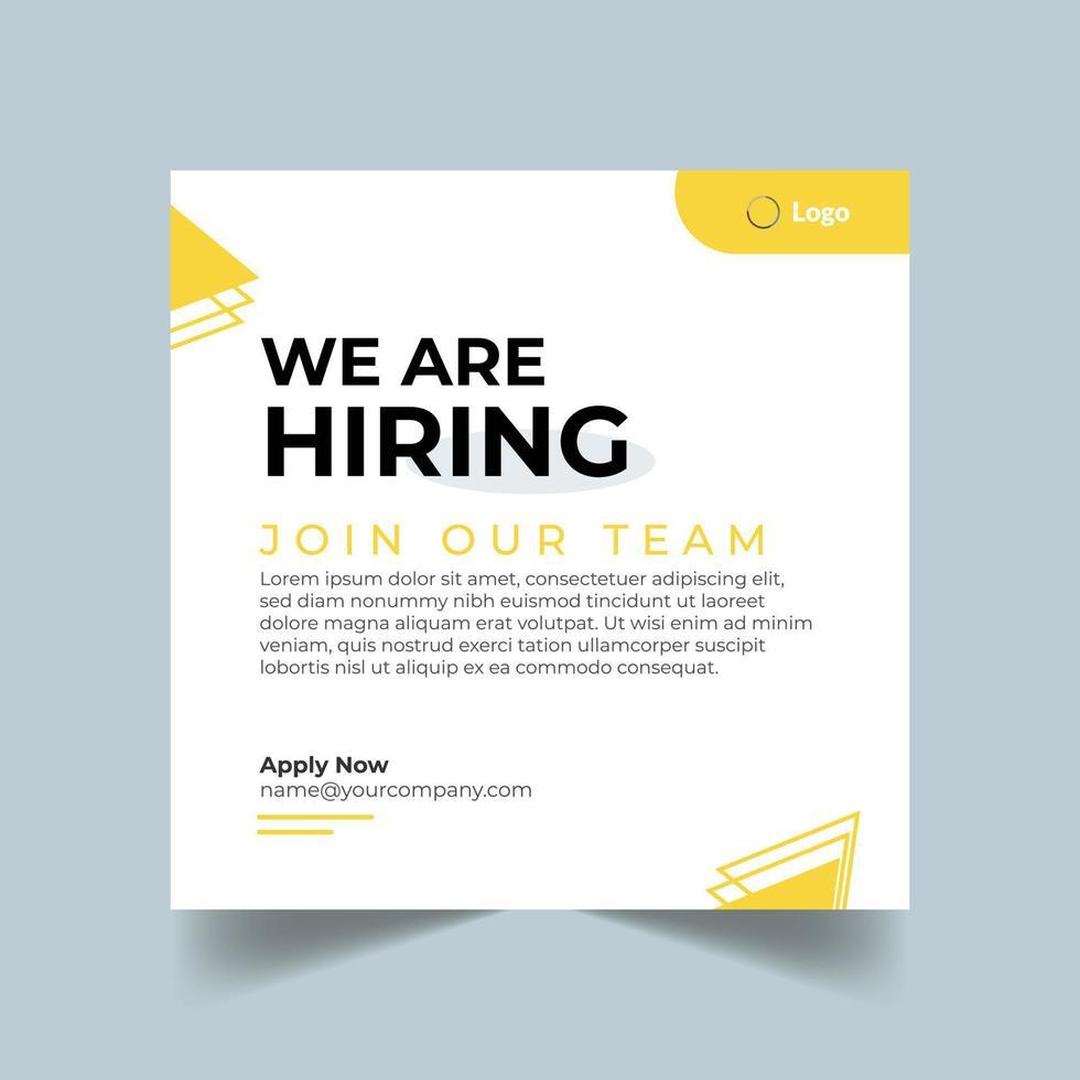 Logo
WE ARE
HIRING
JOIN OUR TEAM
Lorem ipsum dolor sit amet, consectetuer adipiscing elit,
sed diam nonummy nibh euismod tincidunt ut laoreet
dolore magna aliquam erat volutpat. Ut wisi enim ad minim
veniam, quis nostrud exerci tation ullamcorper suscipit
lobortis nisl ut aliquip ex ea commodo consequat.
Apply Now
name@yourcompany.com